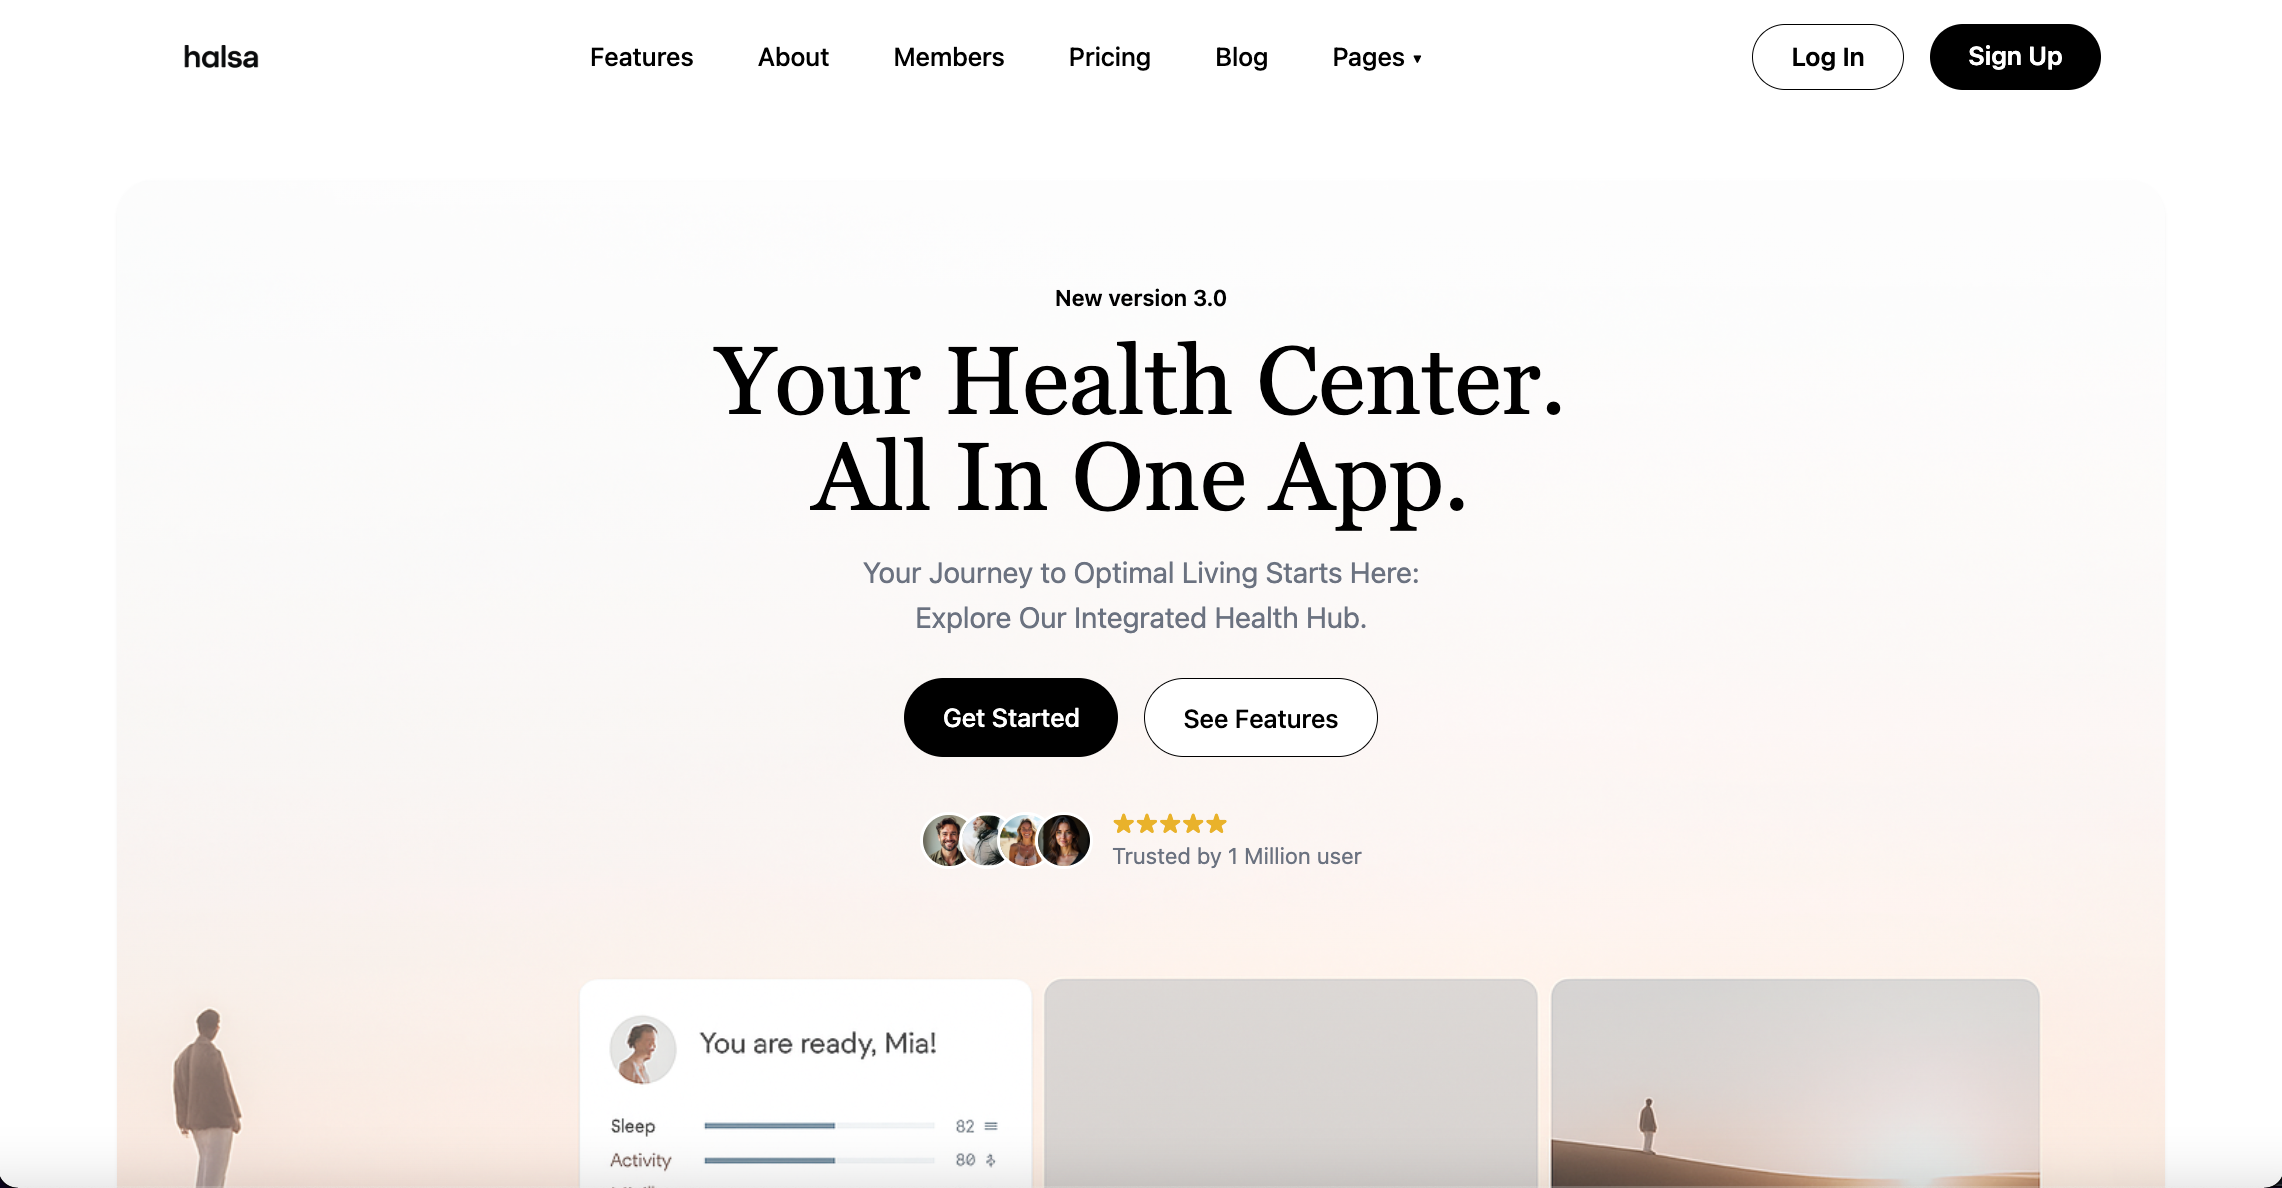 halsa
Features About Members Pricing Blog Pages ▾
Log In Sign Up
New version 3.0
Your Health Center.
All In One App.
Your Journey to Optimal Living Starts Here:
Explore Our Integrated Health Hub.
Get Started See Features
Trusted by 1 Million user
You are ready, Mia!
Sleep 82
Activity 80